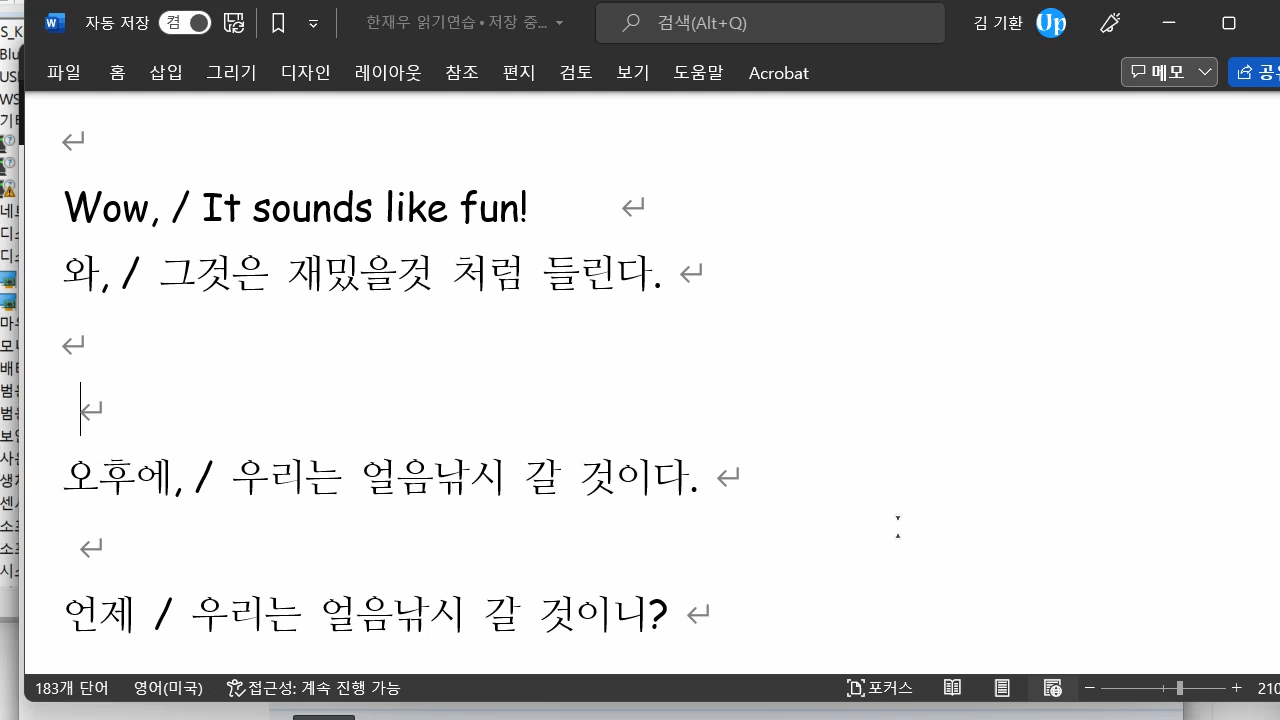 자동 저장 켬 한재우 읽기연습 • 저장 중... 검색(Alt+Q) 김 기환 Up
파일 홈 삽입 그리기 디자인 레이아웃 참조 편지 검토 보기 도움말 Acrobat 메모
Wow, / It sounds like fun!
와, / 그것은 재밌을것 처럼 들린다.
오후에, / 우리는 얼음낚시 갈 것이다.
언제 / 우리는 얼음낚시 갈 것이니?
183개 단어 영어(미국) 접근성: 계속 진행 가능 포커스 210